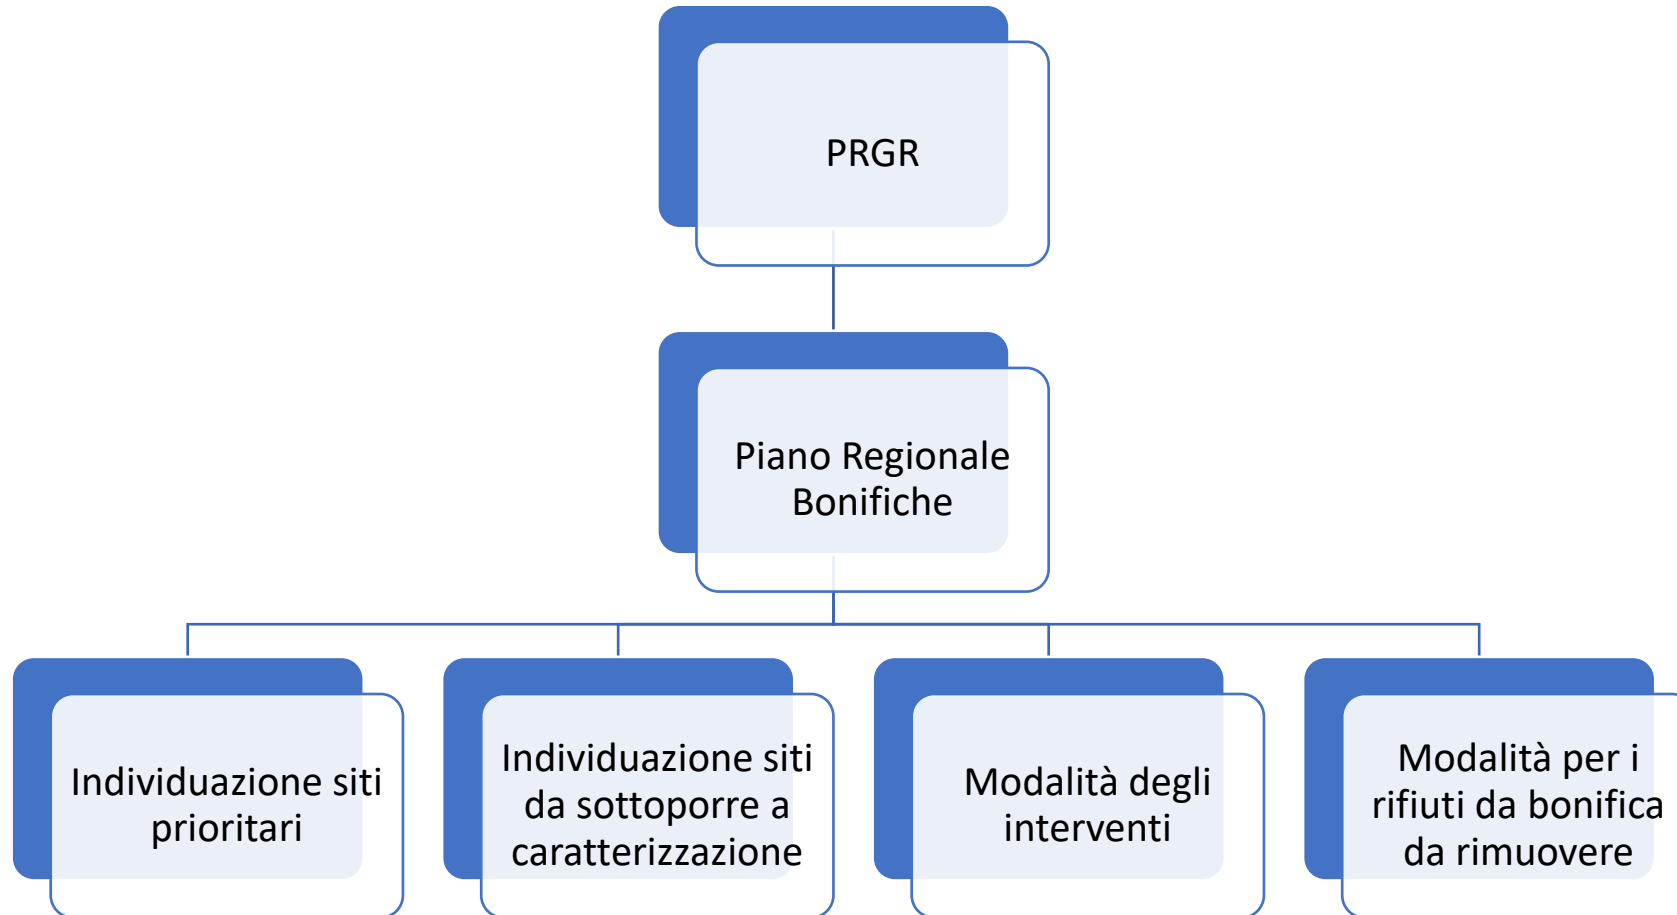 PRGR
Piano Regionale
Bonifiche
Individuazione siti
prioritari
Individuazione siti
da sottoporre a
caratterizzazione
Modalità degli
interventi
Modalità per i
rifiuti da bonifica
da rimuovere